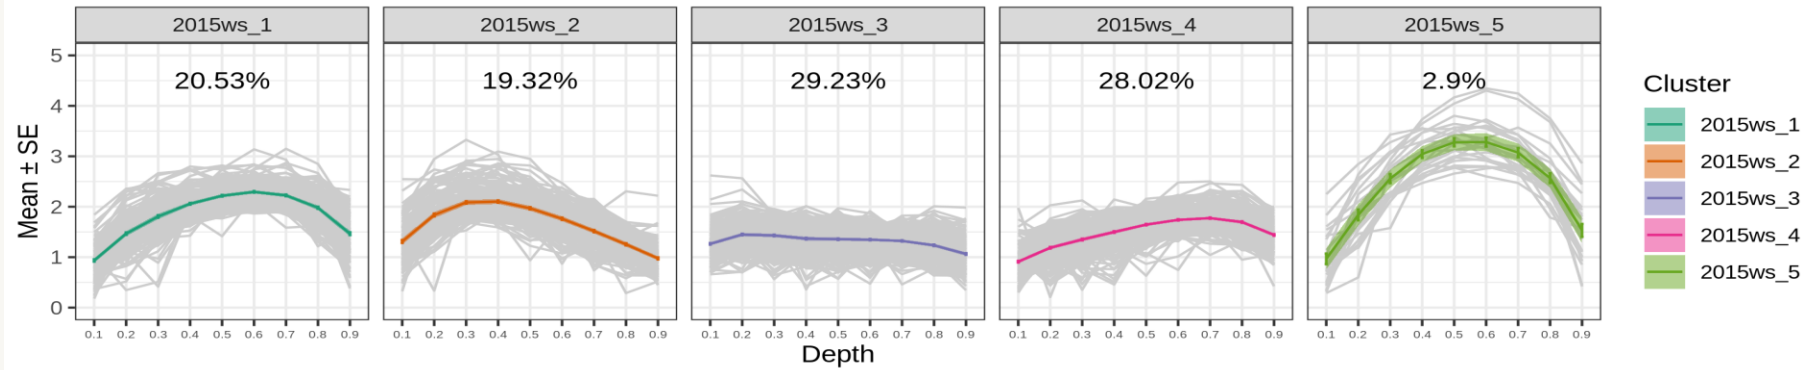 2015ws_1 2015ws_2 2015ws_3 2015ws_4 2015ws_5
20.53% 19.32% 29.23% 28.02% 2.9%
5
4
3
2
1
0
Mean ± SE
0.1 0.2 0.3 0.4 0.5 0.6 0.7 0.8 0.9 0.1 0.2 0.3 0.4 0.5 0.6 0.7 0.8 0.9 0.1 0.2 0.3 0.4 0.5 0.6 0.7 0.8 0.9 0.1 0.2 0.3 0.4 0.5 0.6 0.7 0.8 0.9 0.1 0.2 0.3 0.4 0.5 0.6 0.7 0.8 0.9
Depth
Cluster
2015ws_1
2015ws_2
2015ws_3
2015ws_4
2015ws_5